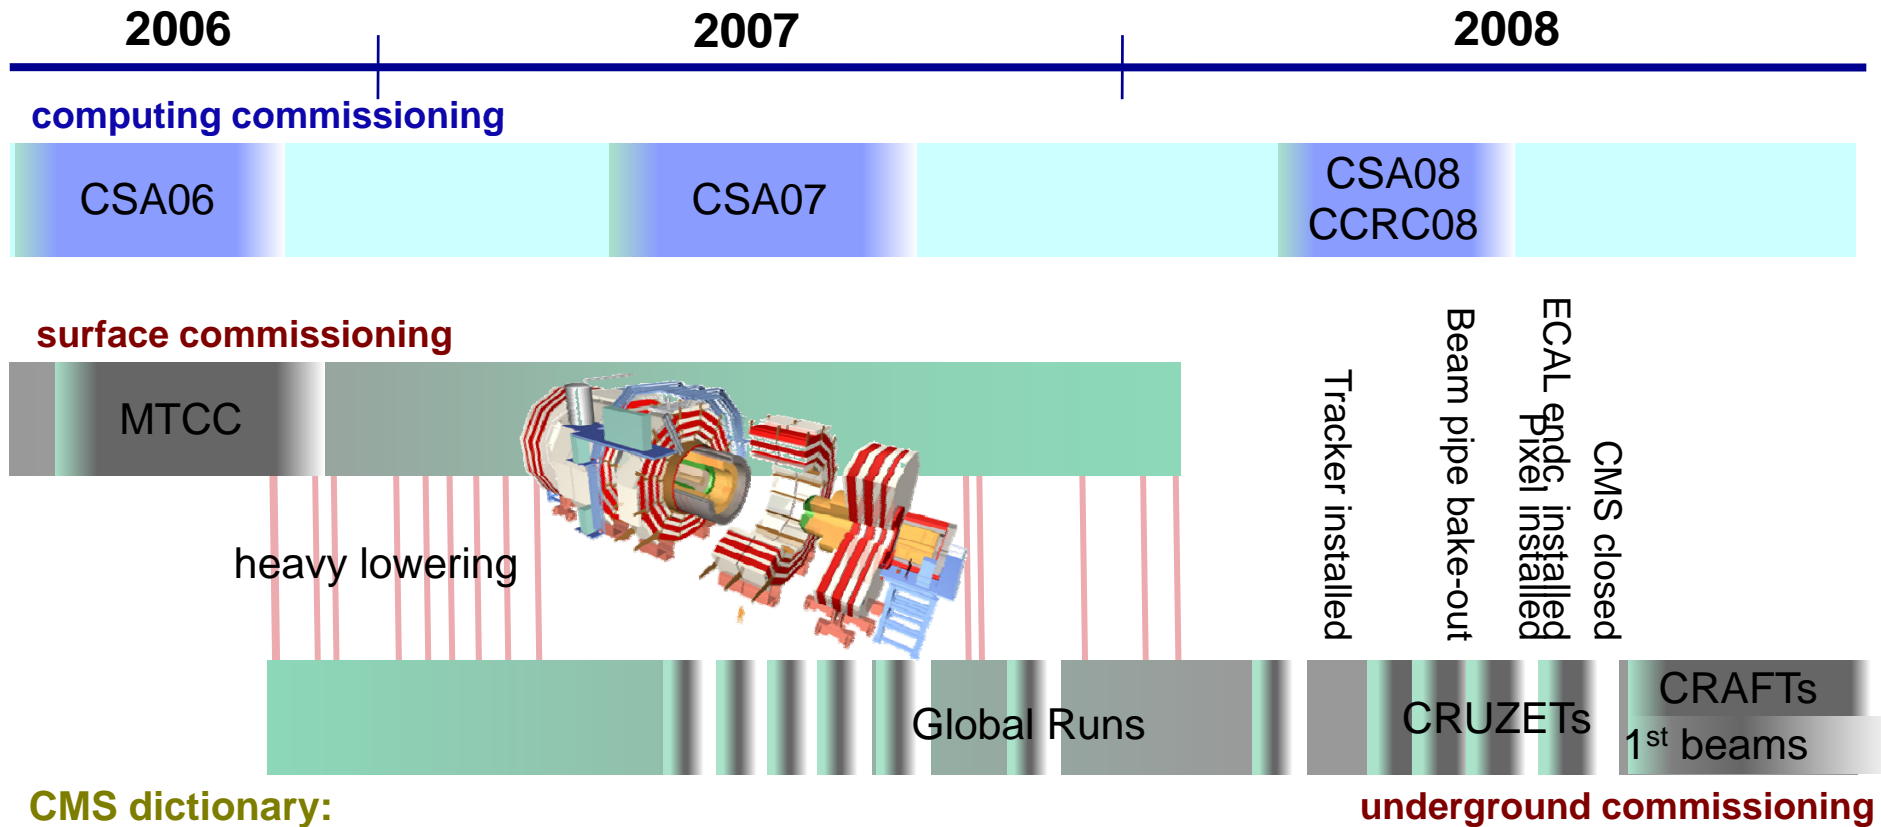 2006 2007 2008
computing commissioning
CSA06 CSA07 CSA08
CCRC08
surface commissioning
MTCC
heavy lowering
Tracker installed
Beam pipe bake-out
Pixel installed
ECAL endc, installed
CMS closed
Global Runs CRUZETs CRAFTs
1st beams
CMS dictionary: underground commissioning